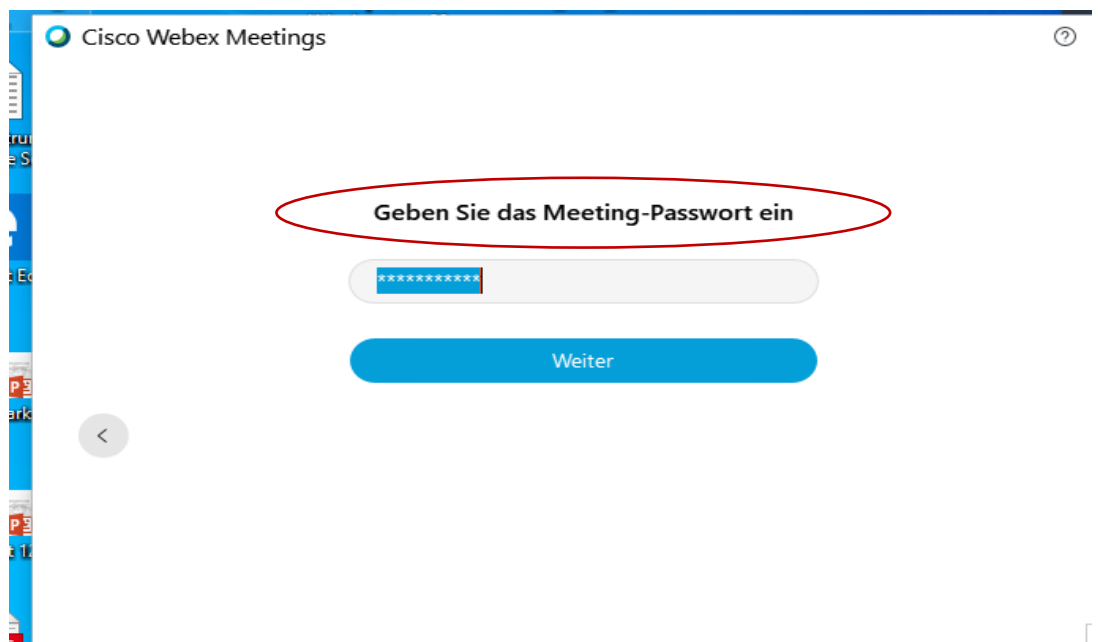 Cisco Webex Meetings
Geben Sie das Meeting-Passwort ein
***********
Weiter